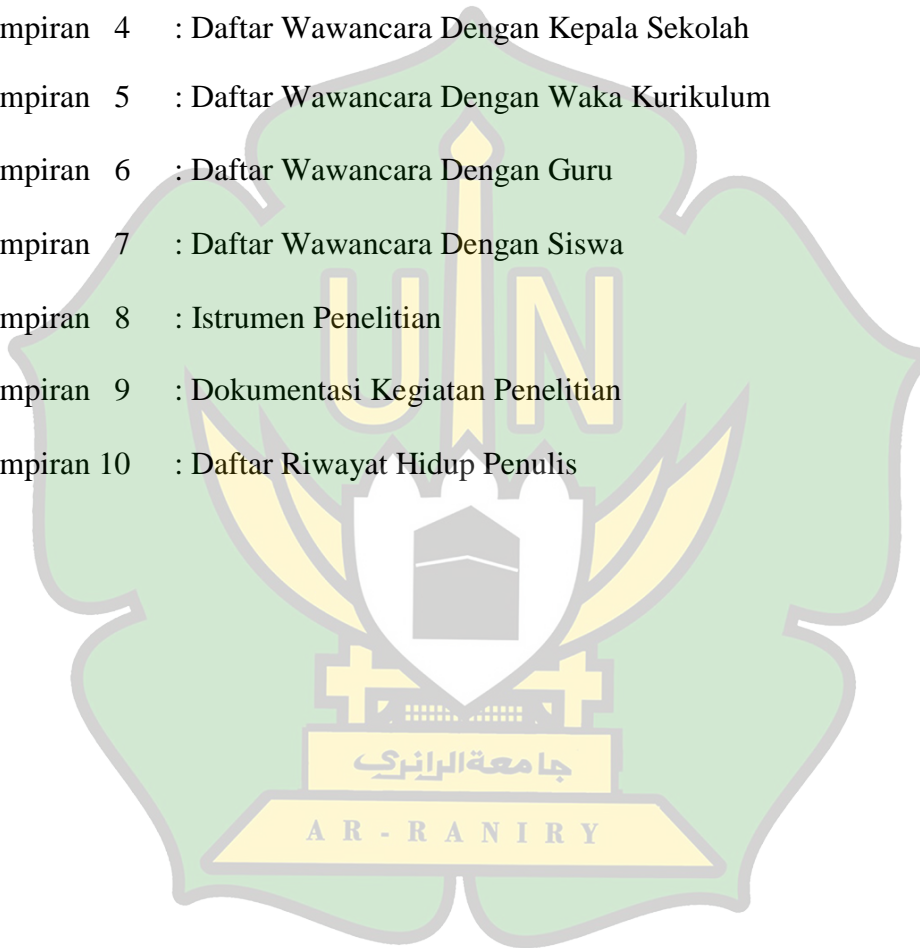 mpiran 4 : Daftar Wawancara Dengan Kepala Sekolah
mpiran 5 : Daftar Wawancara Dengan Waka Kurikulum
mpiran 6 : Daftar Wawancara Dengan Guru
mpiran 7 : Daftar Wawancara Dengan Siswa
mpiran 8 : Istrumen Penelitian
mpiran 9 : Dokumentasi Kegiatan Penelitian
mpiran 10 : Daftar Riwayat Hidup Penulis
UIN
جامعة الرانري
AR-RANIRY